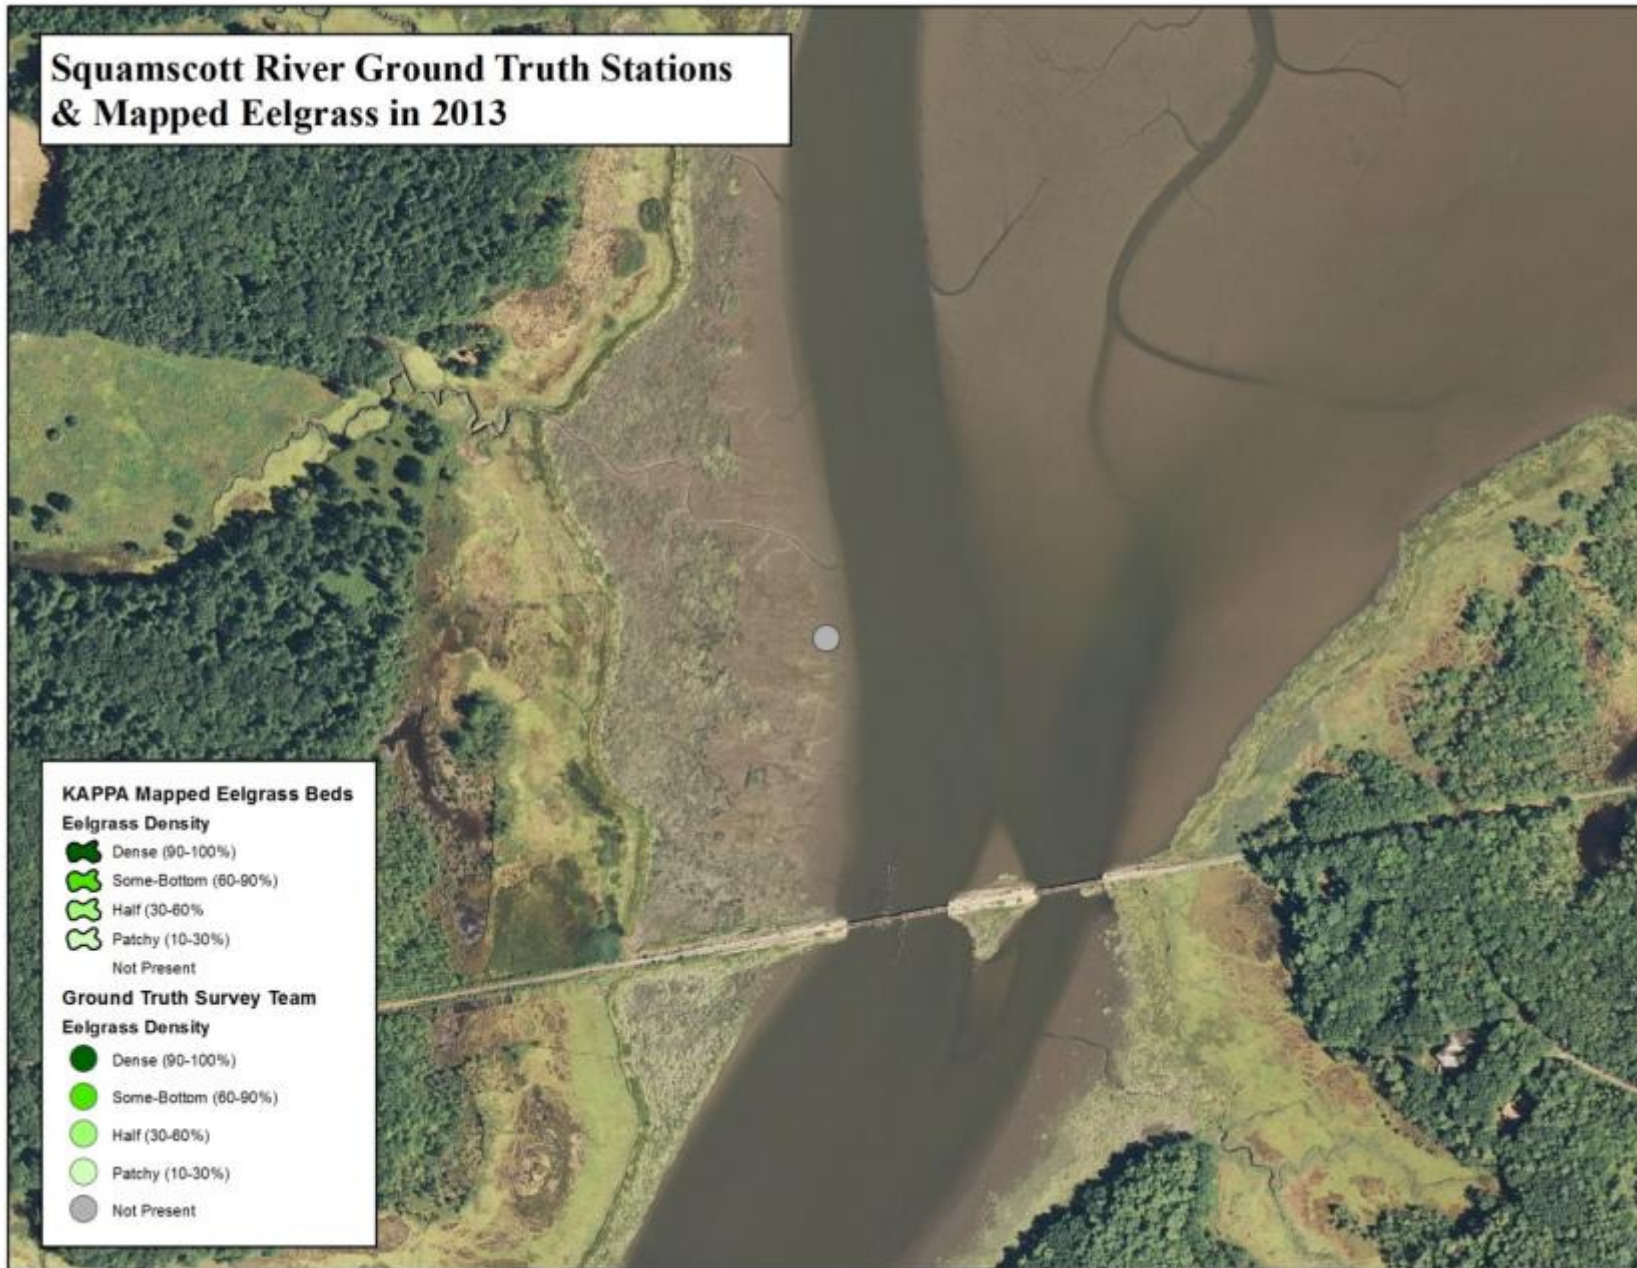 Squamscott River Ground Truth Stations
& Mapped Eelgrass in 2013
KAPPA Mapped Eelgrass Beds
Eelgrass Density
Dense (90-100%)
Some-Bottom (60-90%)
Half (30-60%
Patchy (10-30%)
Not Present
Ground Truth Survey Team
Eelgrass Density
Dense (90-100%)
Some-Bottom (60-90%)
Half (30-60%)
Patchy (10-30%)
Not Present